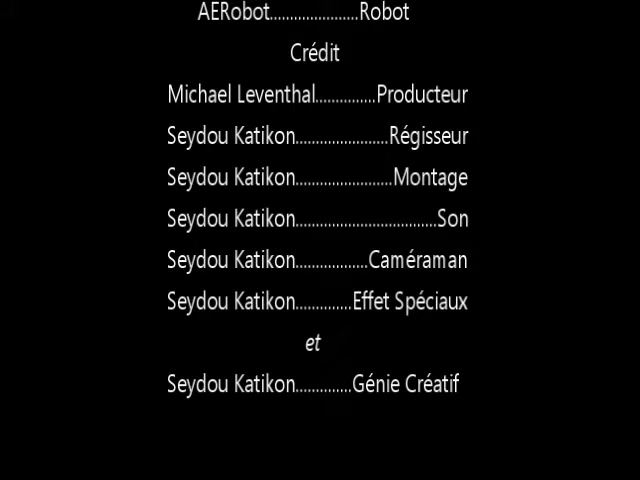 AERobot......................Robot
Crédit
Michael Leventhal...............Producteur
Seydou Katikon.......................Régisseur
Seydou Katikon........................Montage
Seydou Katikon...................................Son
Seydou Katikon..................Caméraman
Seydou Katikon..............Effet Spéciaux
et
Seydou Katikon..............Génie Créatif